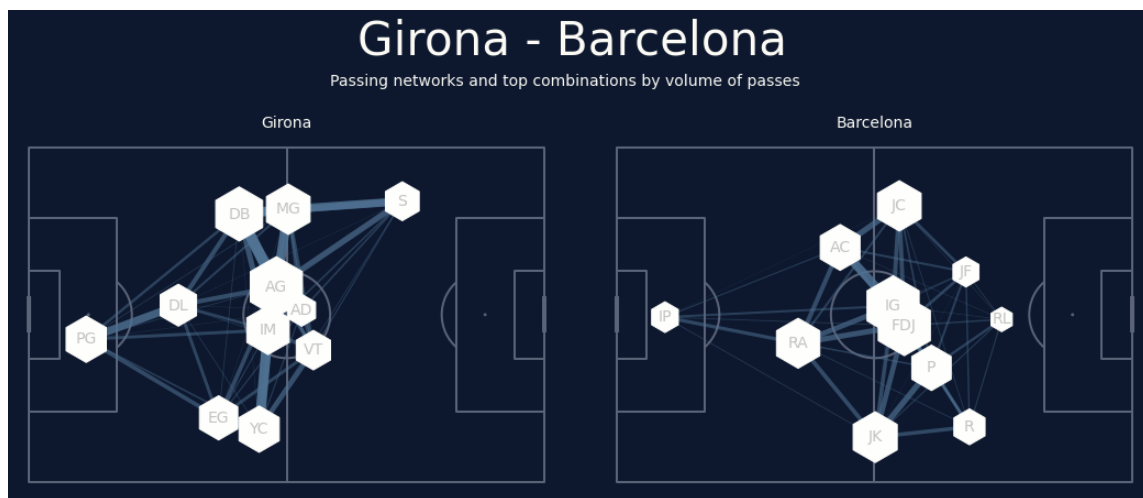 Girona - Barcelona
Passing networks and top combinations by volume of passes
Girona
Barcelona
DB
MG
S
AG
DL
AD
IM
PG
VT
EG
YC
JC
AC
JF
IG
IP
RL
FDJ
RA
P
R
JK